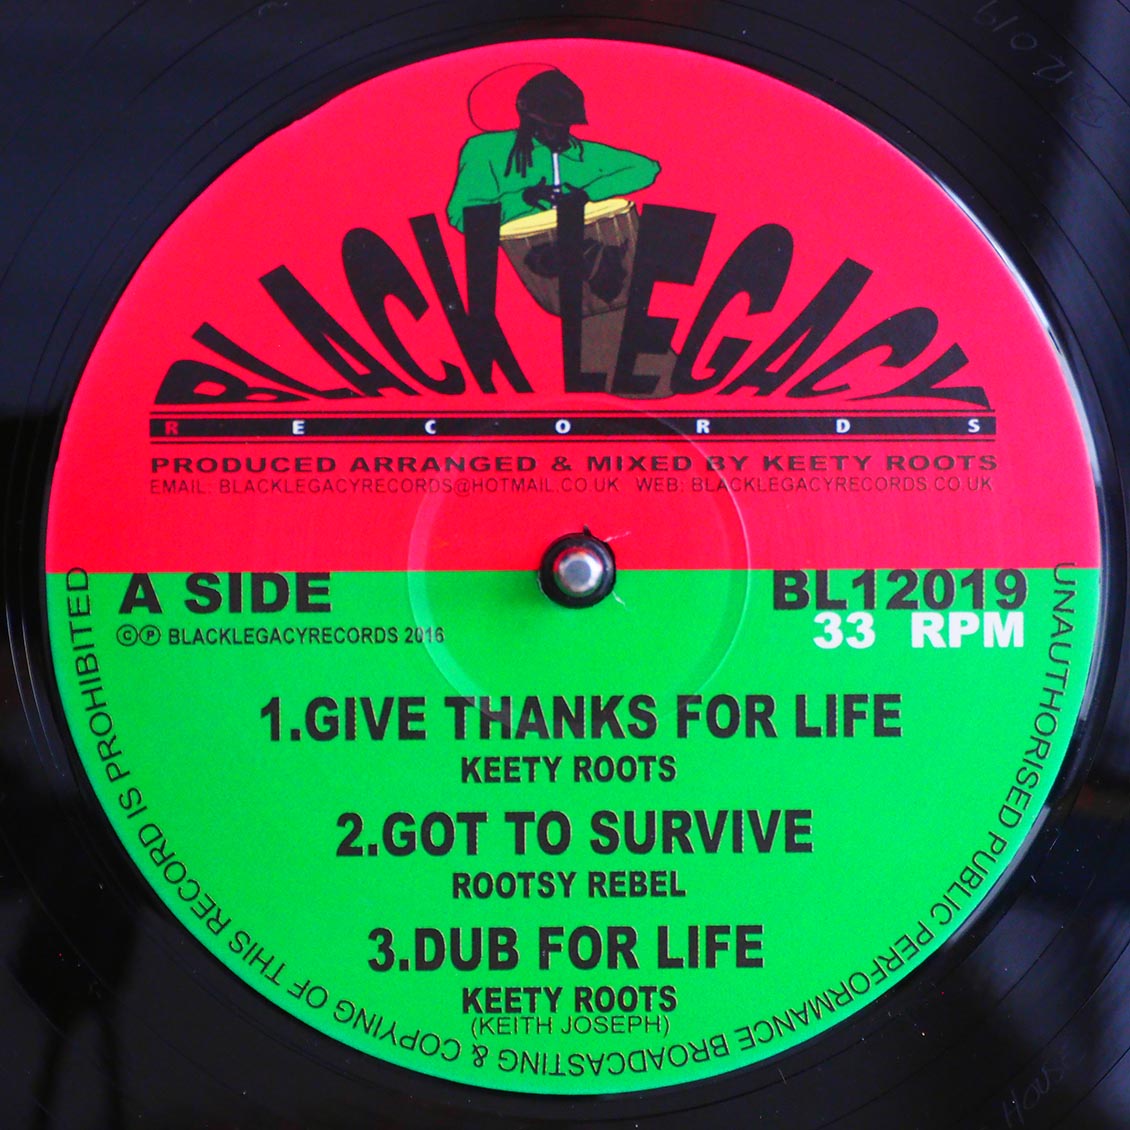 BLACK LEGACY
RECORDS
PRODUCED ARRANGED & MIXED BY KEETY ROOTS
EMAIL: BLACKLEGACYRECORDS@HOTMAIL.CO.UK WEB: BLACKLEGACYRECORDS.CO.UK
A SIDE
©℗ BLACKLEGACYRECORDS 2016
BL12019
33 RPM
1.GIVE THANKS FOR LIFE
KEETY ROOTS
2.GOT TO SURVIVE
ROOTSY REBEL
3.DUB FOR LIFE
KEETY ROOTS
(KEITH JOSEPH)
UNAUTHORISED PUBLIC PERFORMANCE BROADCASTING & COPYING OF THIS RECORD IS PROHIBITED